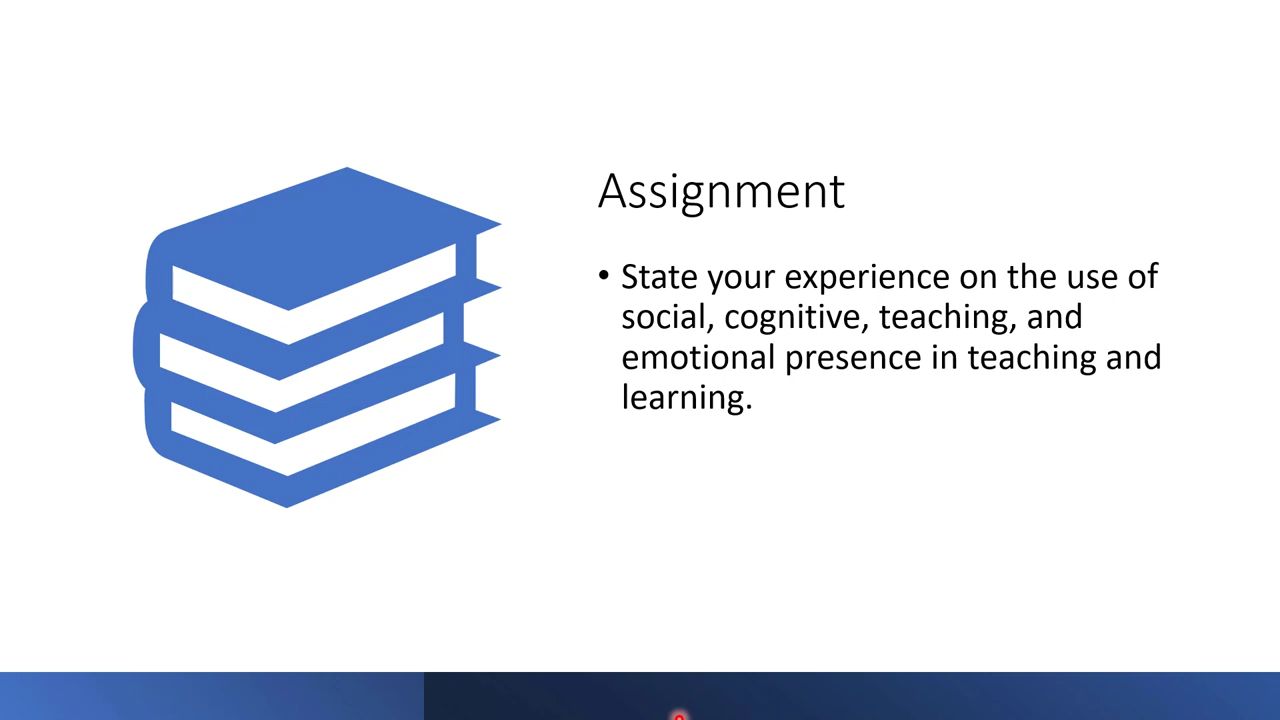 Assignment
• State your experience on the use of
social, cognitive, teaching, and
emotional presence in teaching and
learning.